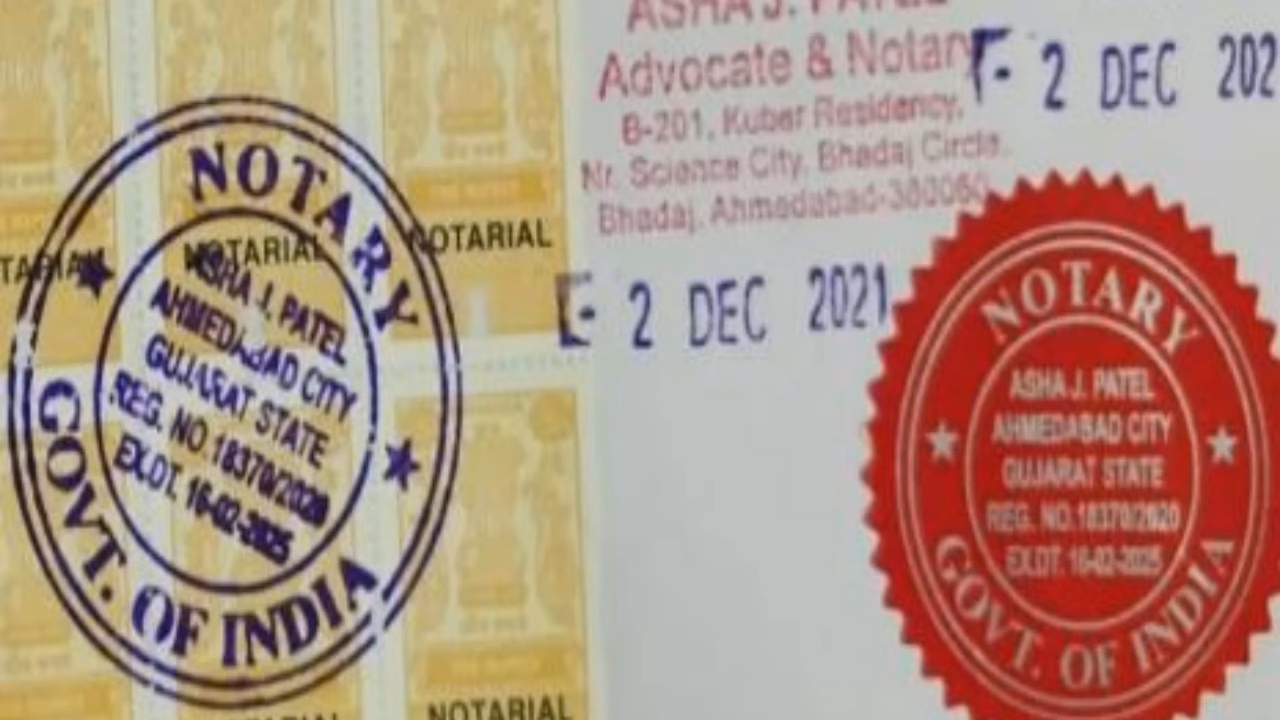 ASHA J. PATEL
Advocate & Notary
B-201, Kuber Residency,
Nr. Science City, Bhadaj Circle,
Bhadaj, Ahmedabad-380060
- 2 DEC 202
- 2 DEC 2021
NOTARIAL
NOTARIAL
NOTARIAL
NOTARY
ASHA J. PATEL
AHMEDABAD CITY
GUJARAT STATE
REG. NO.18370/2020
EX.DT. 16-02-2025
GOVT. OF INDIA
NOTARY
ASHA J. PATEL
AHMEDABAD CITY
GUJARAT STATE
REG. NO.18370/2020
EX.DT. 16-02-2025
GOVT. OF INDIA